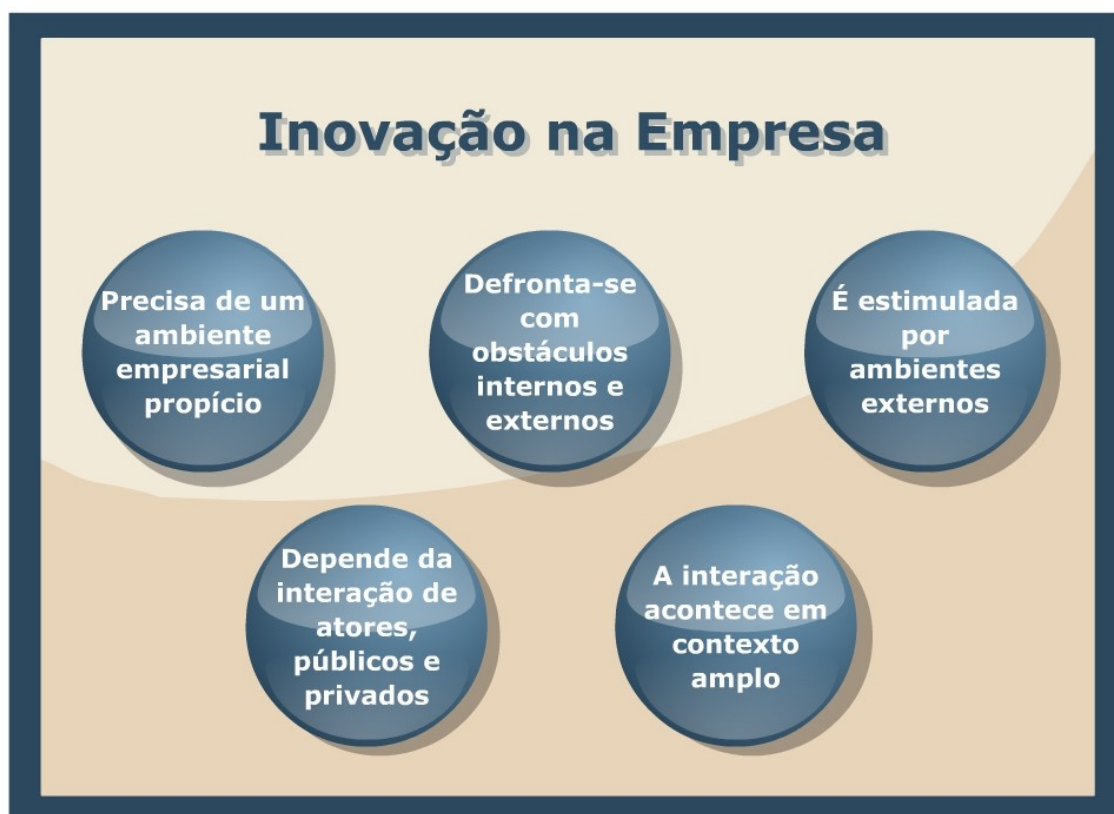 Inovação na Empresa
Precisa de um
ambiente
empresarial
propício
Defronta-se
com
obstáculos
internos e
externos
É estimulada
por
ambientes
externos
Depende da
interação de
atores,
públicos e
privados
A interação
acontece em
contexto
amplo